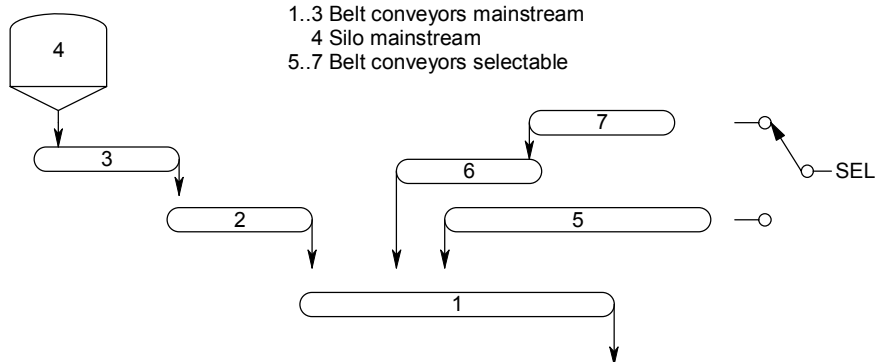 1..3 Belt conveyors mainstream
4 Silo mainstream
5..7 Belt conveyors selectable
4
7
3
6
SEL
2
5
1